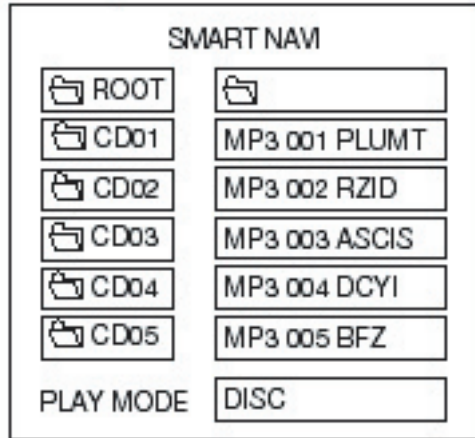 SMART NAVI
ROOT
CD01 MP3 001 PLUMT
CD02 MP3 002 RZID
CD03 MP3 003 ASCIS
CD04 MP3 004 DCYI
CD05 MP3 005 BFZ
PLAY MODE DISC